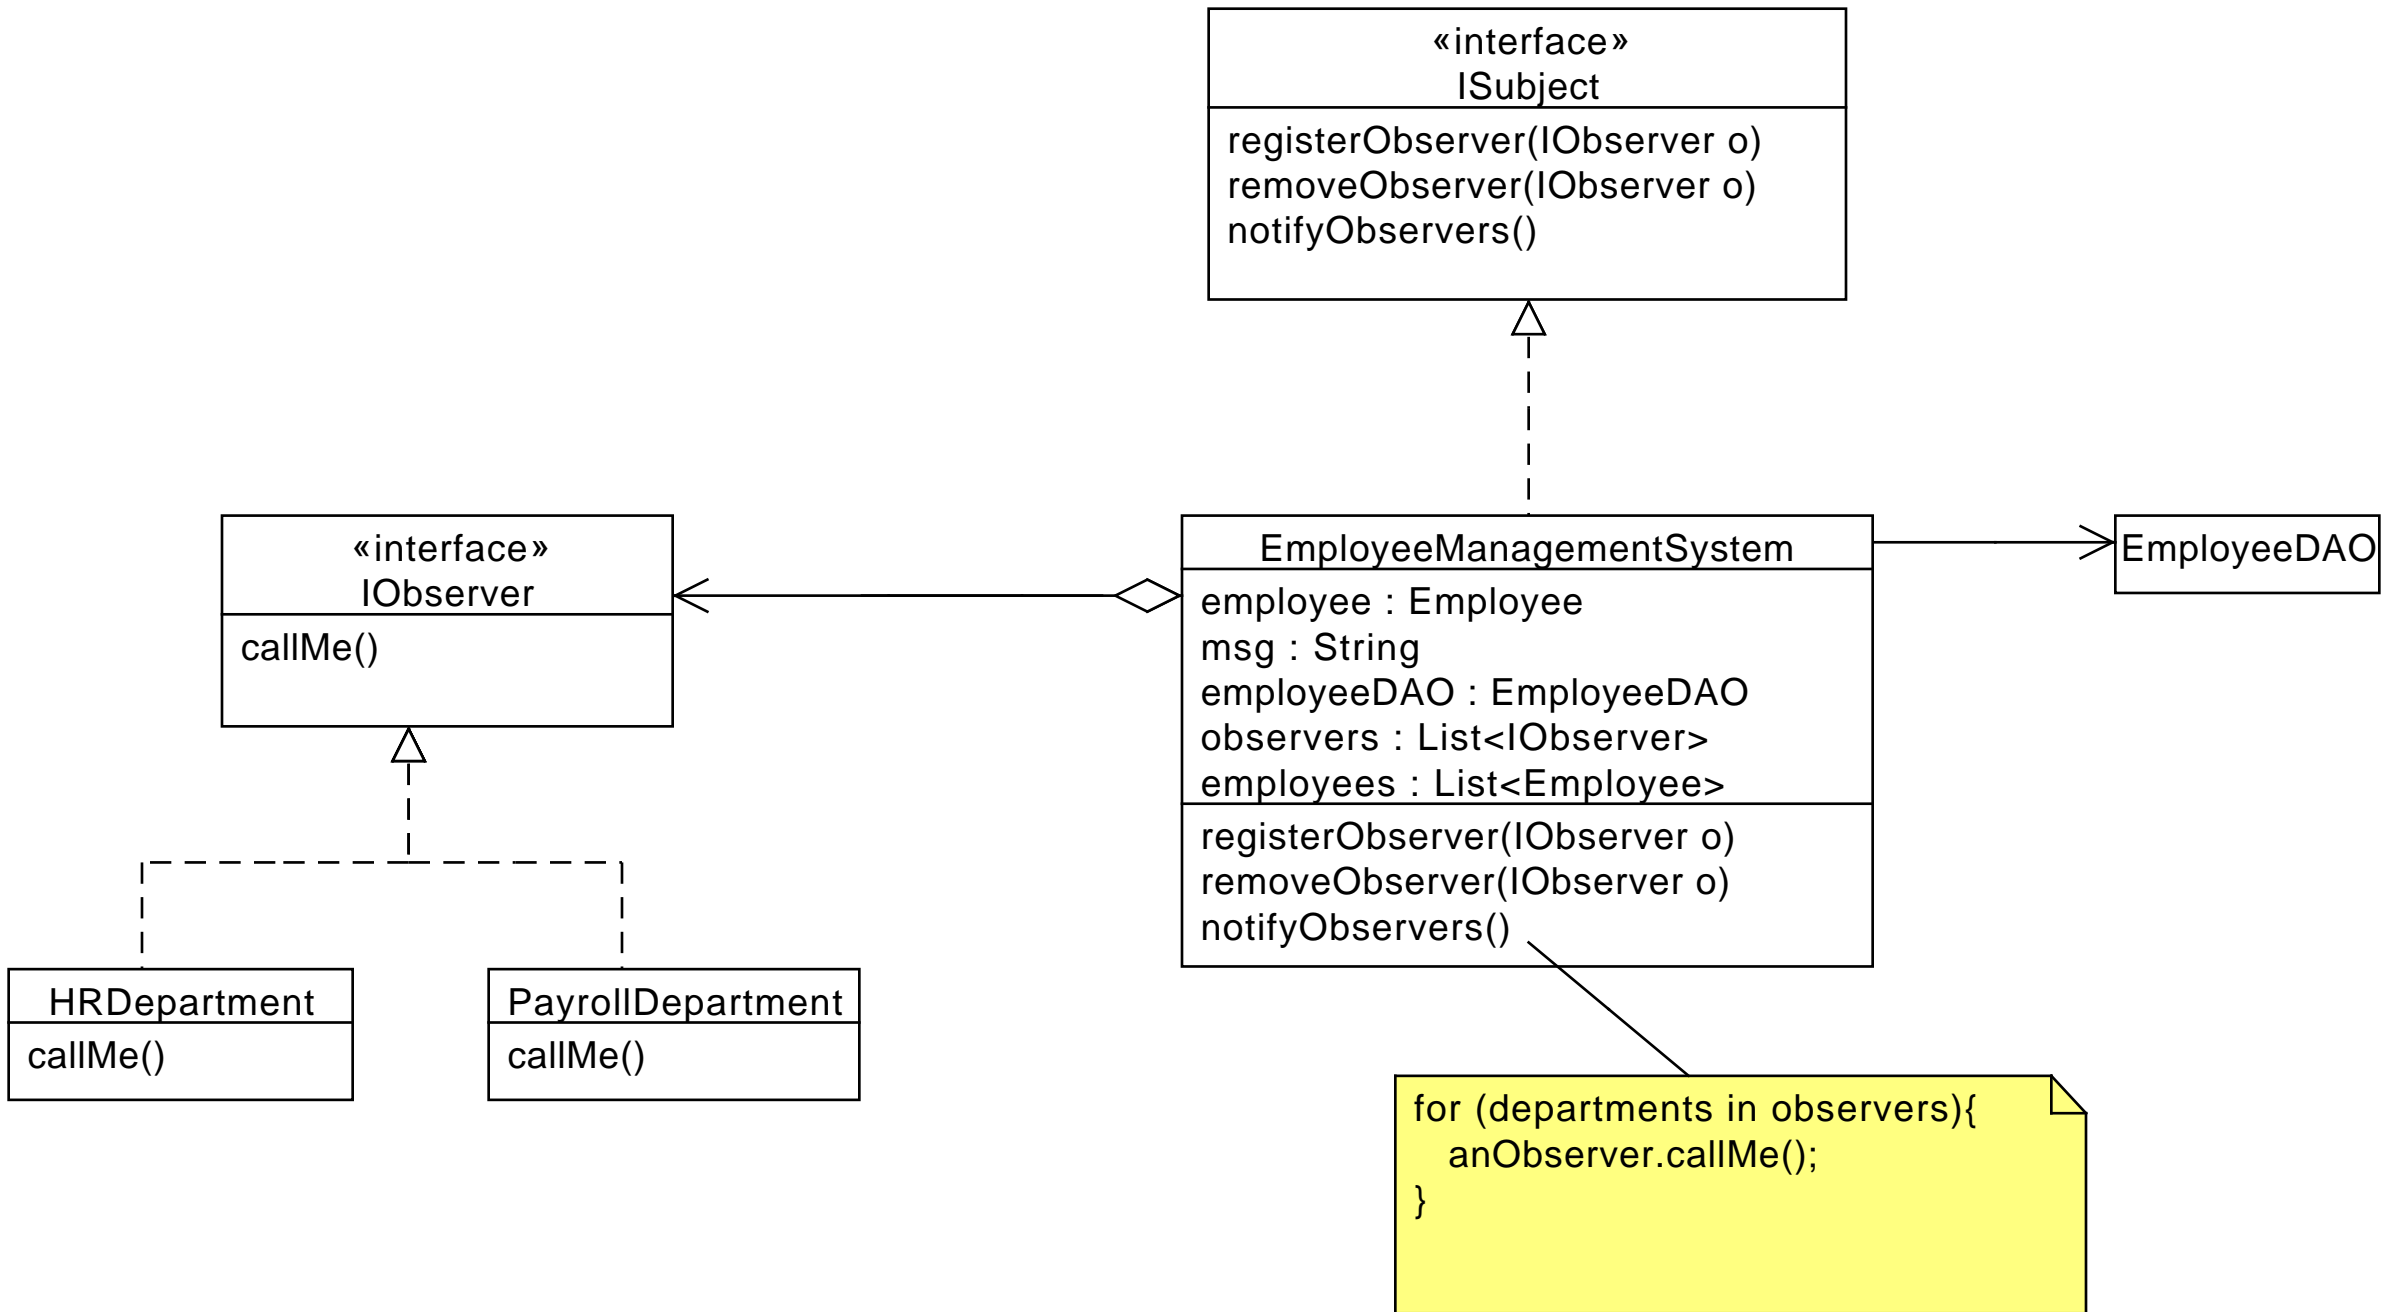 «interface»
ISubject
registerObserver(IObserver o)
removeObserver(IObserver o)
notifyObservers()
«interface»
IObserver
callMe()
EmployeeManagementSystem
employee : Employee
msg : String
employeeDAO : EmployeeDAO
observers : List<IObserver>
employees : List<Employee>
registerObserver(IObserver o)
removeObserver(IObserver o)
notifyObservers()
EmployeeDAO
HRDepartment
callMe()
PayrollDepartment
callMe()
for (departments in observers){
anObserver.callMe();
}